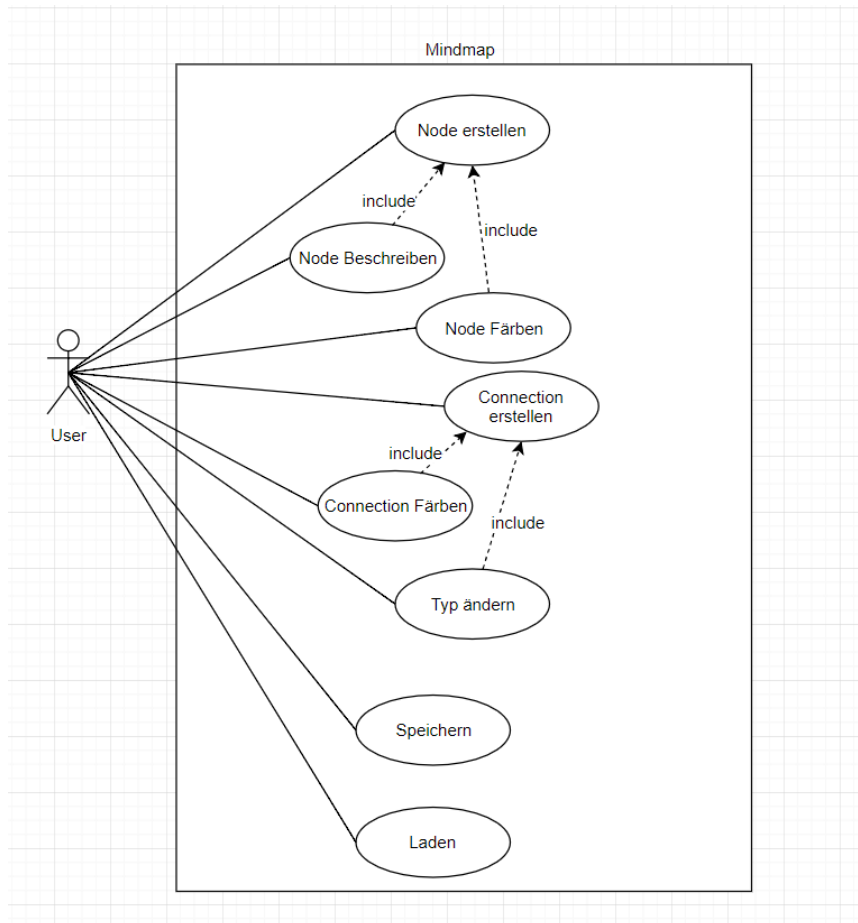 Mindmap
Node erstellen
include
include
Node Beschreiben
Node Färben
Connection
erstellen
User
include
Connection Färben
include
Typ ändern
Speichern
Laden